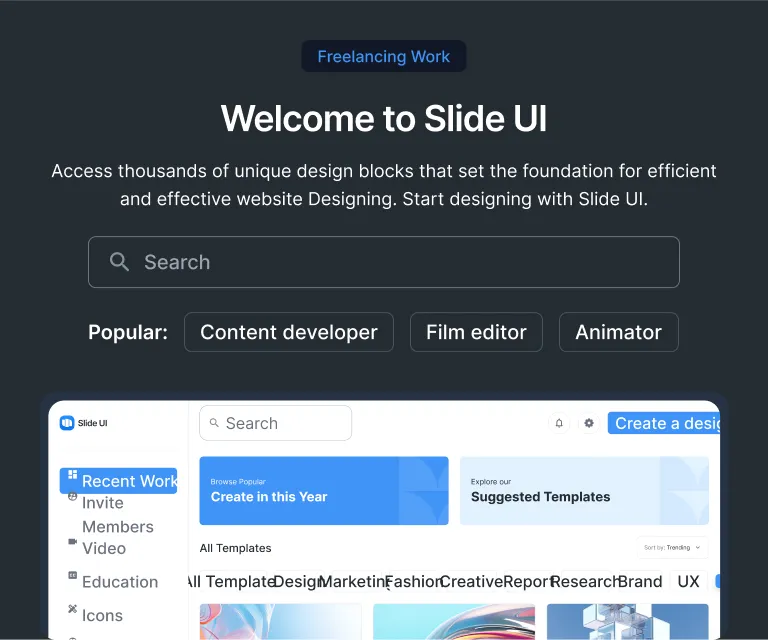 Freelancing Work
Welcome to Slide UI
Access thousands of unique design blocks that set the foundation for efficient
and effective website Designing. Start designing with Slide UI.
Search
Popular: Content developer Film editor Animator
Slide UI
Search
Create a desig
Recent Work
Invite
Members
Video
Education
Icons
Browse Popular
Create in this Year
Explore our
Suggested Templates
All Templates
Sort by: Trending
All Template Design Marketing Fashion Creative Report Research Brand UX